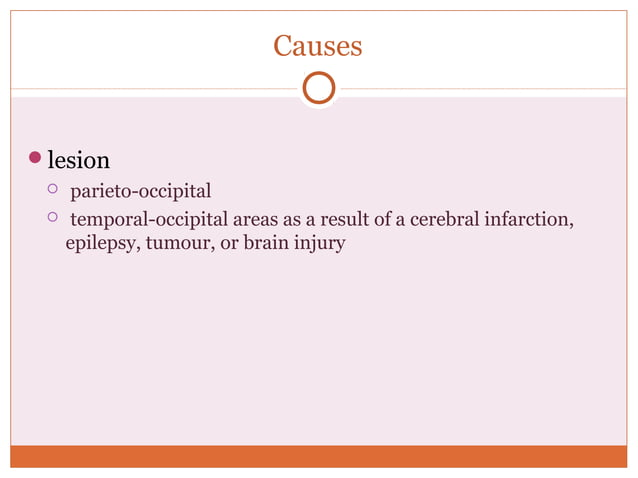 Causes
lesion
parieto-occipital
temporal-occipital areas as a result of a cerebral infarction,
epilepsy, tumour, or brain injury